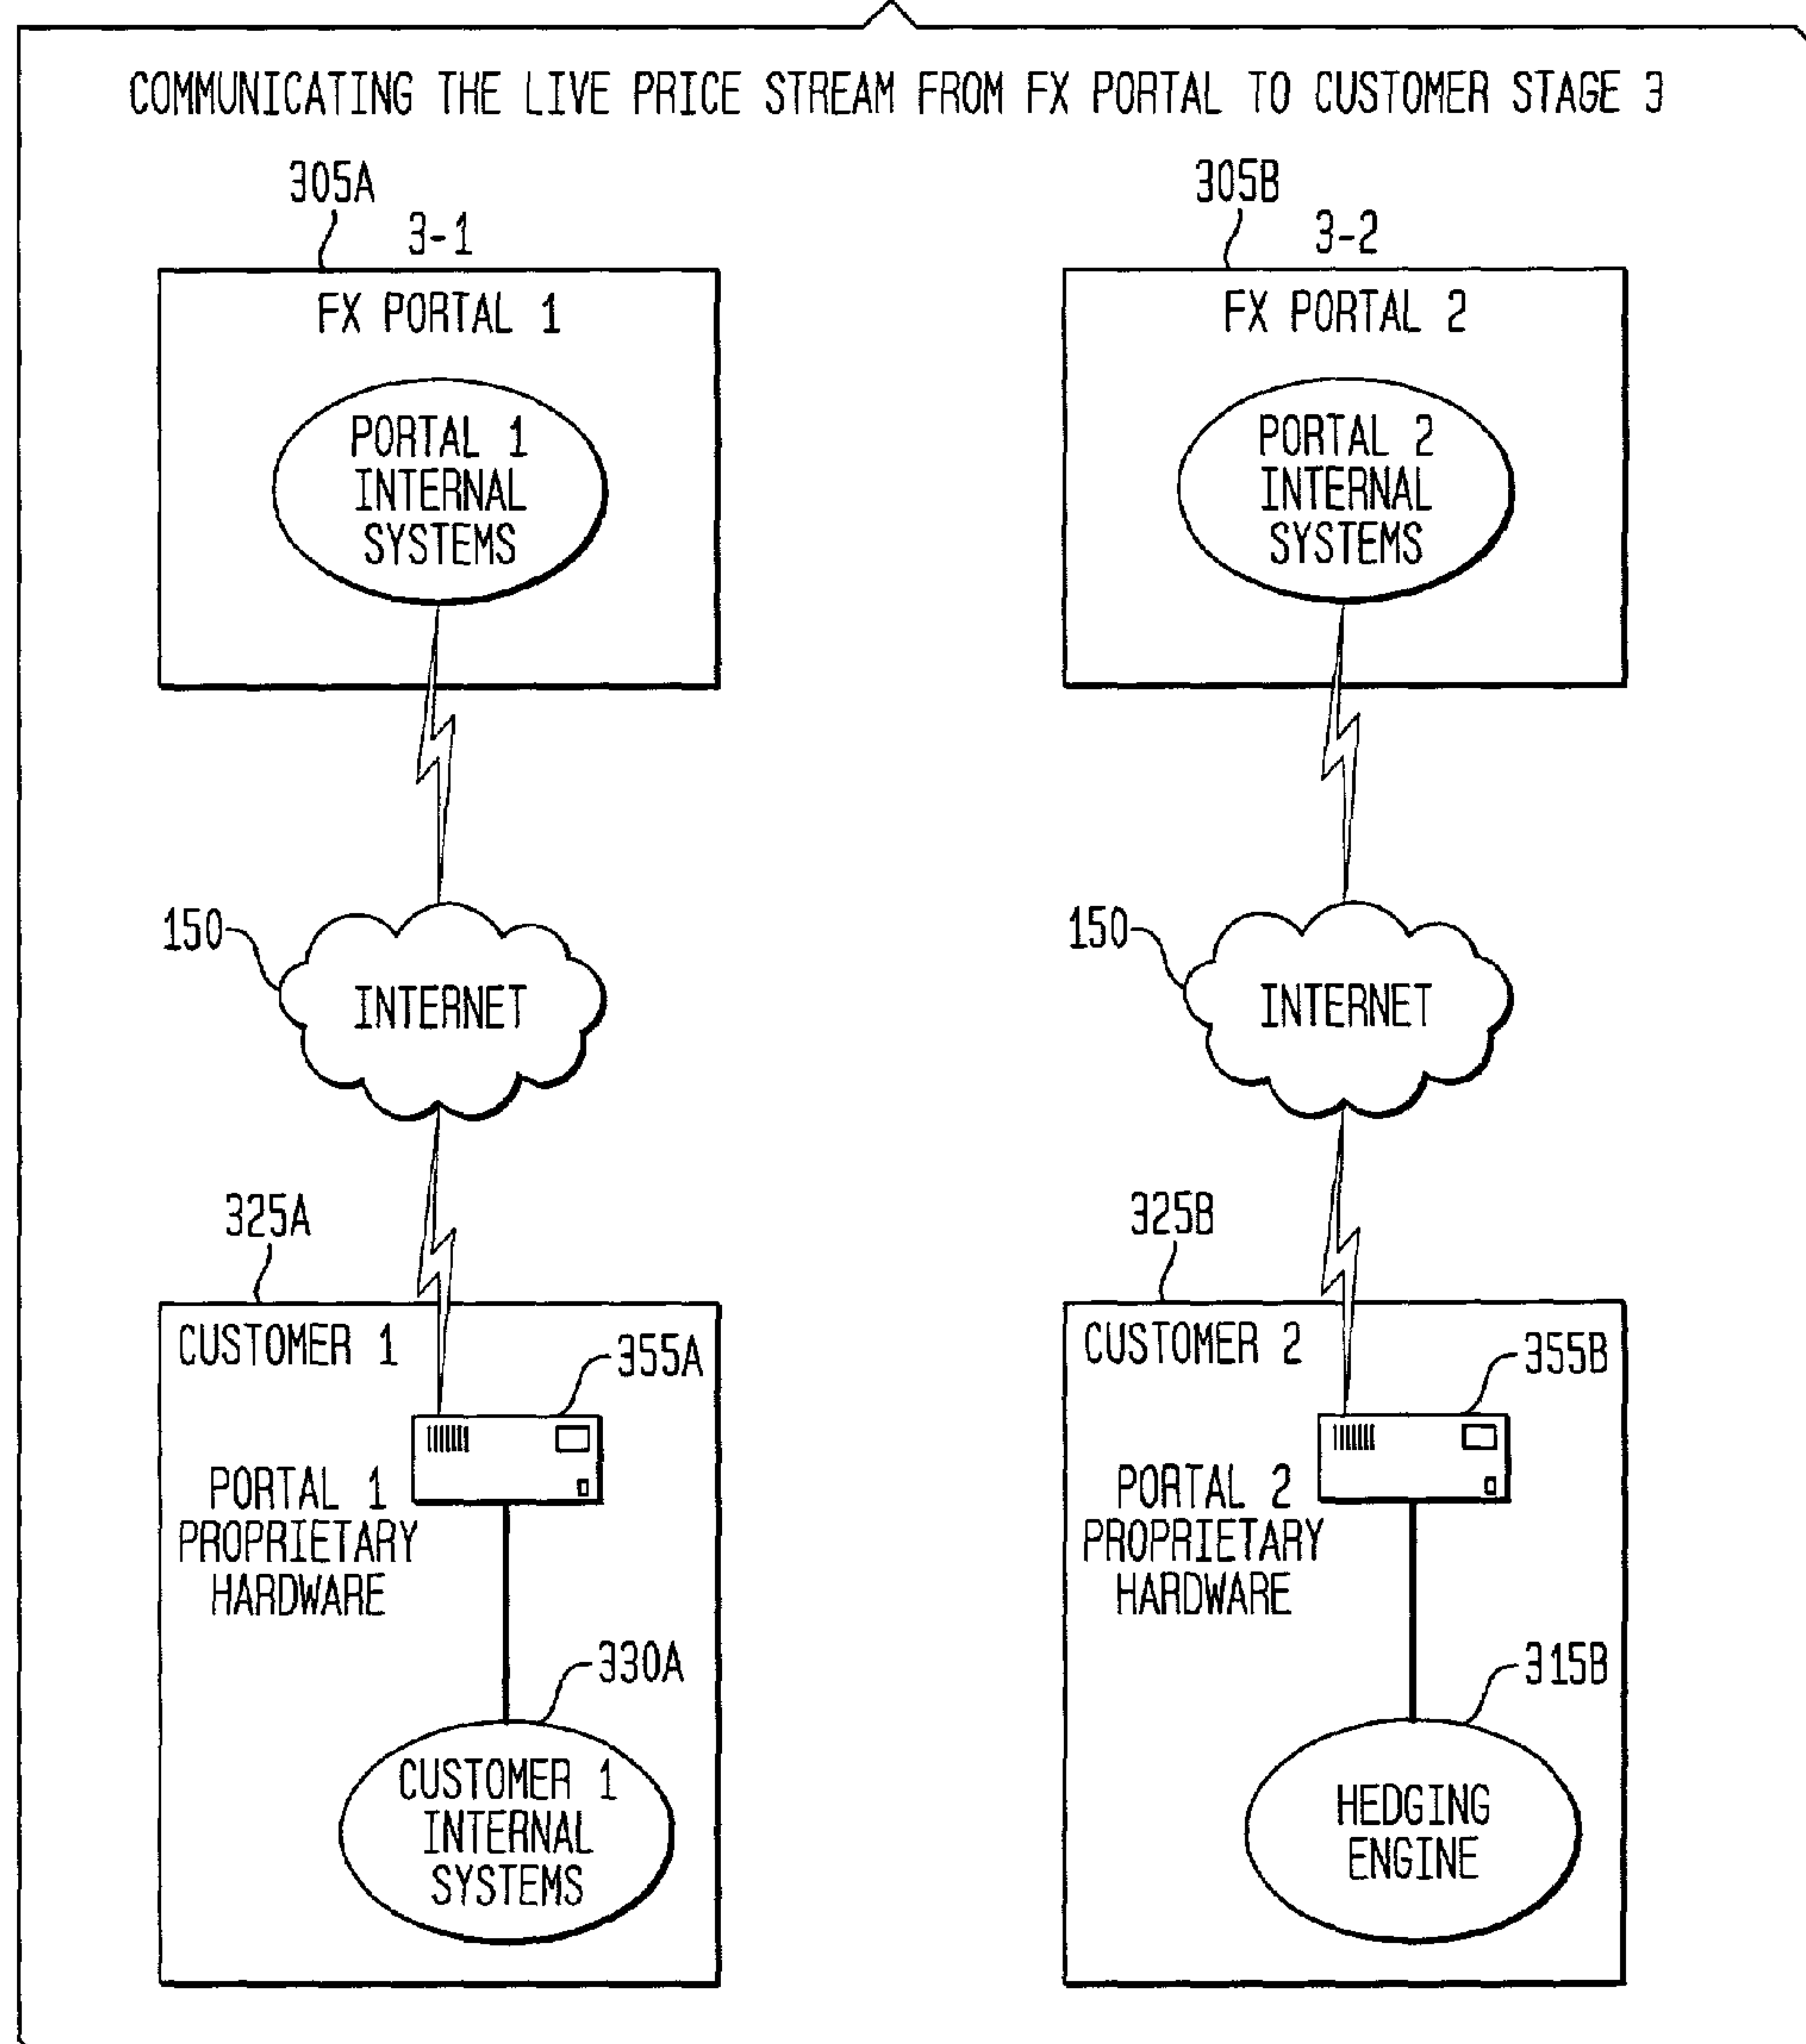 COMMUNICATING THE LIVE PRICE STREAM FROM FX PORTAL TO CUSTOMER STAGE 3
305A
3-1
FX PORTAL 1
PORTAL 1
INTERNAL
SYSTEMS
150
INTERNET
325A
CUSTOMER 1
355A
PORTAL 1
PROPRIETARY
HARDWARE
330A
CUSTOMER 1
INTERNAL
SYSTEMS
305B
3-2
FX PORTAL 2
PORTAL 2
INTERNAL
SYSTEMS
150
INTERNET
325B
CUSTOMER 2
355B
PORTAL 2
PROPRIETARY
HARDWARE
315B
HEDGING
ENGINE